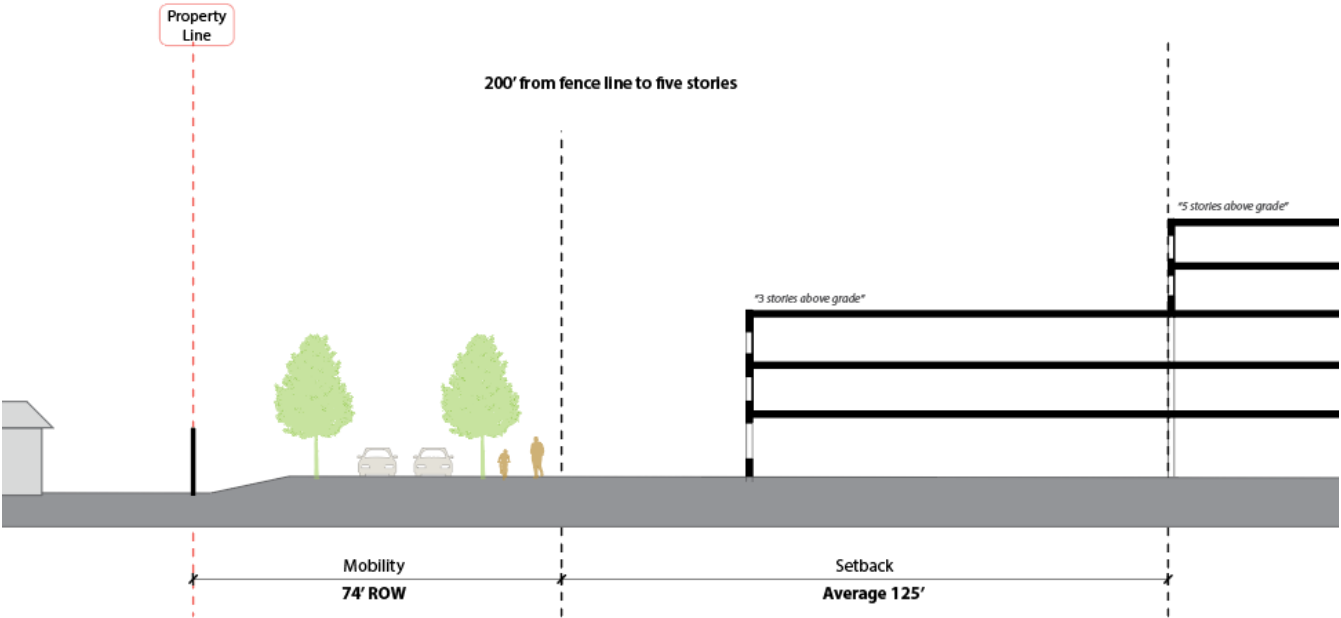 Property
Line
200' from fence line to five stories
"5 stories above grade"
"3 stories above grade"
Mobility
74' ROW
Setback
Average 125'